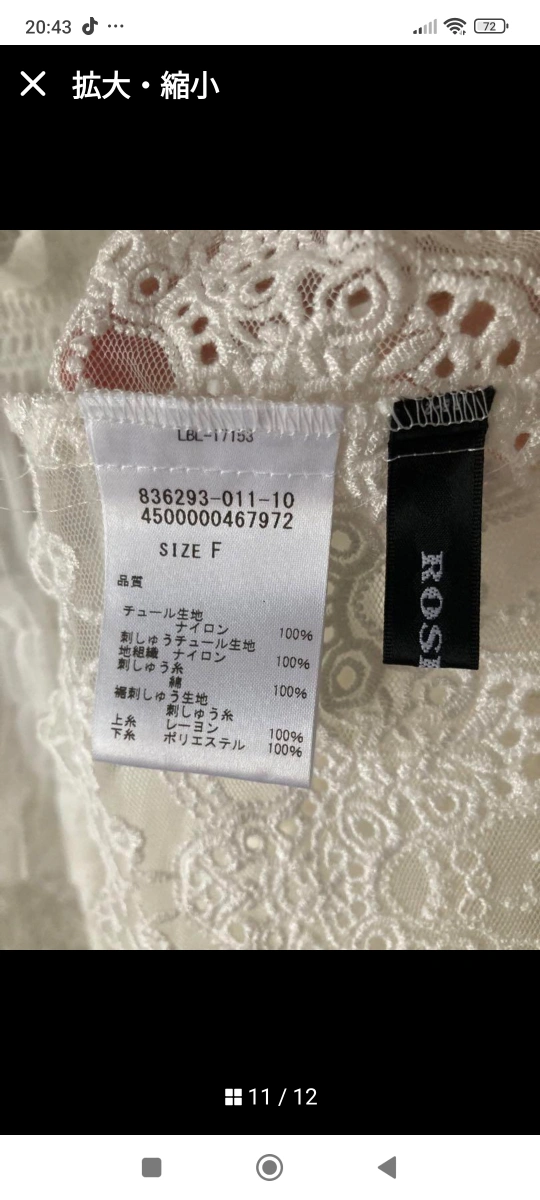 20:43
72
拡大・縮小
LBL-17153
836293-011-10
4500000467972
SIZE F
品質
チュール生地
ナイロン 100%
刺しゅうチュール生地
地組織 ナイロン 100%
刺しゅう糸
綿 100%
裾刺しゅう生地
刺しゅう糸
上糸 レーヨン 100%
下糸 ポリエステル 100%
ROS
11 / 12